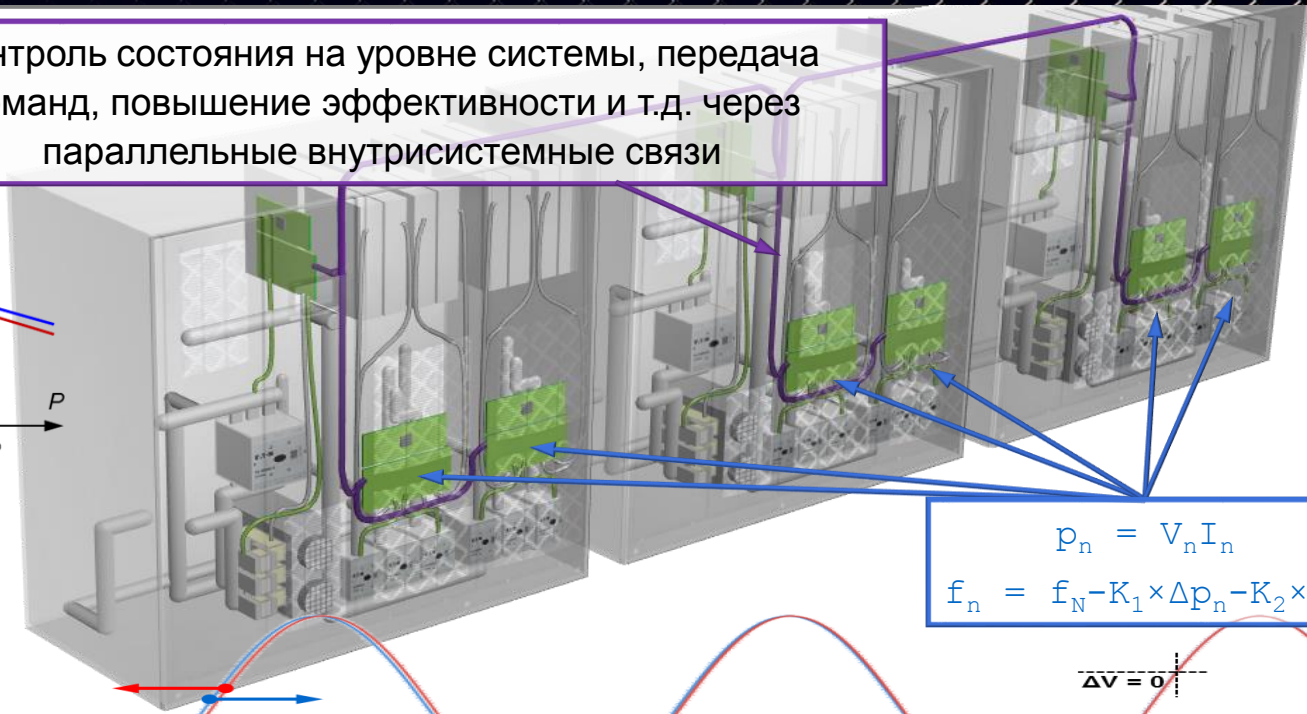 нтроль состояния на уровне системы, передача
манд, повышение эффективности и т.д. через
параллельные внутрисистемные связи
P
pₙ = VₙIₙ
fₙ = f_N-K₁×Δpₙ-K₂×
ΔV = 0